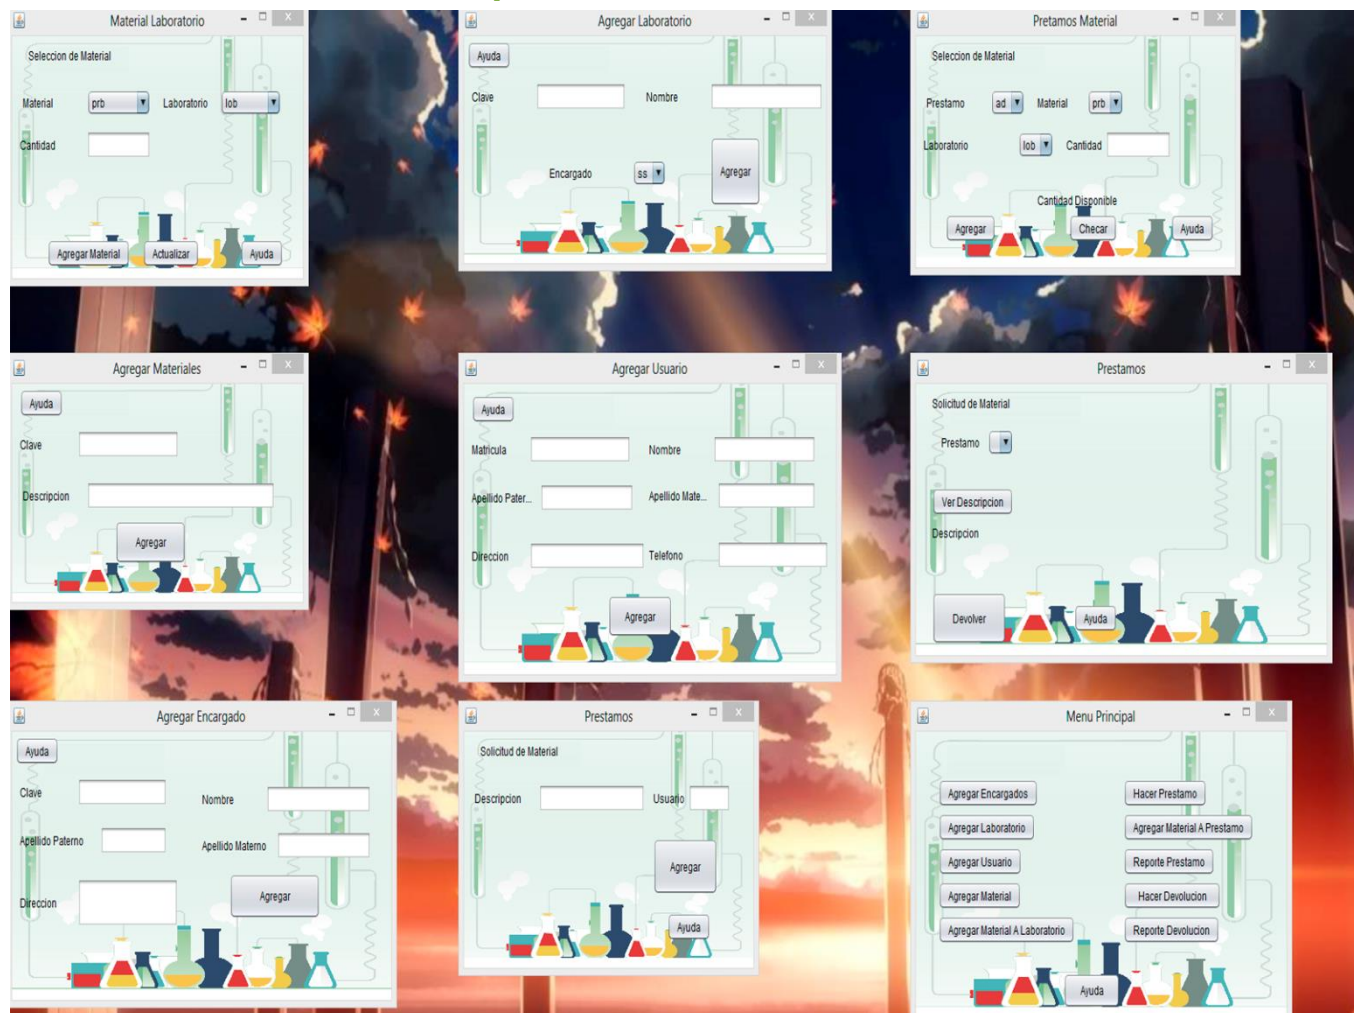 Material Laboratorio
Seleccion de Material
Material prb Laboratorio lob
Cantidad
Agregar Material Actualizar Ayuda
Agregar Laboratorio
Ayuda
Clave Nombre
Encargado ss Agregar
Pretamos Material
Seleccion de Material
Prestamo ad Material prb
Laboratorio lob Cantidad
Cantidad Disponible
Agregar Checar Ayuda
Agregar Materiales
Ayuda
Clave
Descripcion
Agregar
Agregar Usuario
Ayuda
Matricula Nombre
Apellido Pater... Apellido Mate...
Direccion Telefono
Agregar
Prestamos
Solicitud de Material
Prestamo
Ver Descripcion
Descripcion
Devolver Ayuda
Agregar Encargado
Ayuda
Clave Nombre
Apellido Paterno Apellido Materno
Direccion Agregar
Prestamos
Solicitud de Material
Descripcion Usuario
Agregar
Ayuda
Menu Principal
Agregar Encargados Hacer Prestamo
Agregar Laboratorio Agregar Material A Prestamo
Agregar Usuario Reporte Prestamo
Agregar Material Hacer Devolucion
Agregar Material A Laboratorio Reporte Devolucion
Ayuda